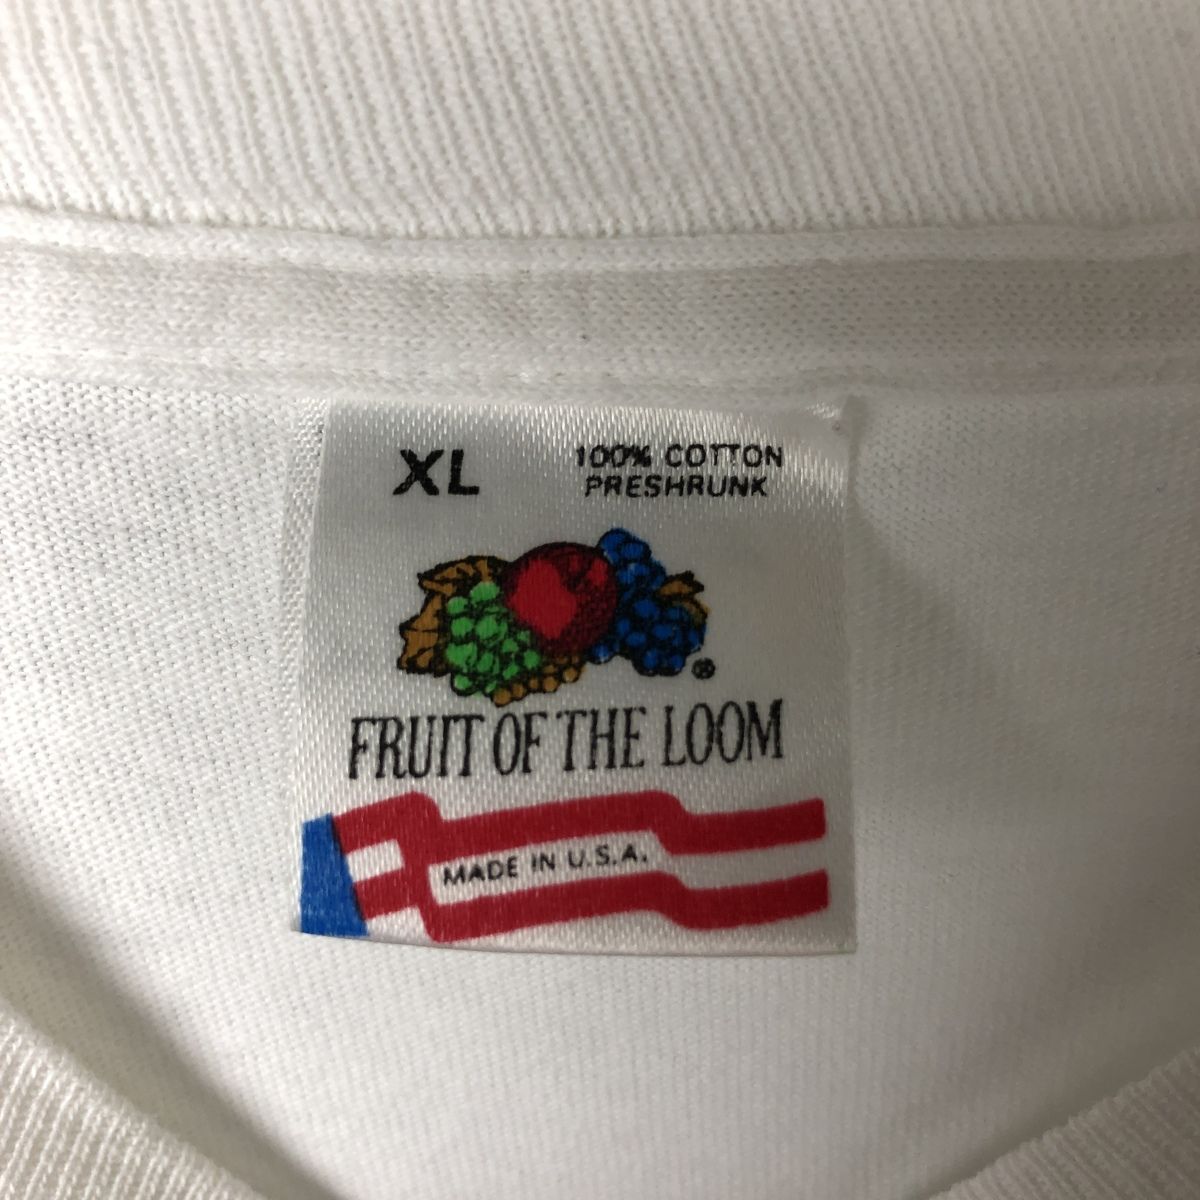 XL
100% COTTON
PRESHRUNK
®
FRUIT OF THE LOOM
MADE IN U.S.A.